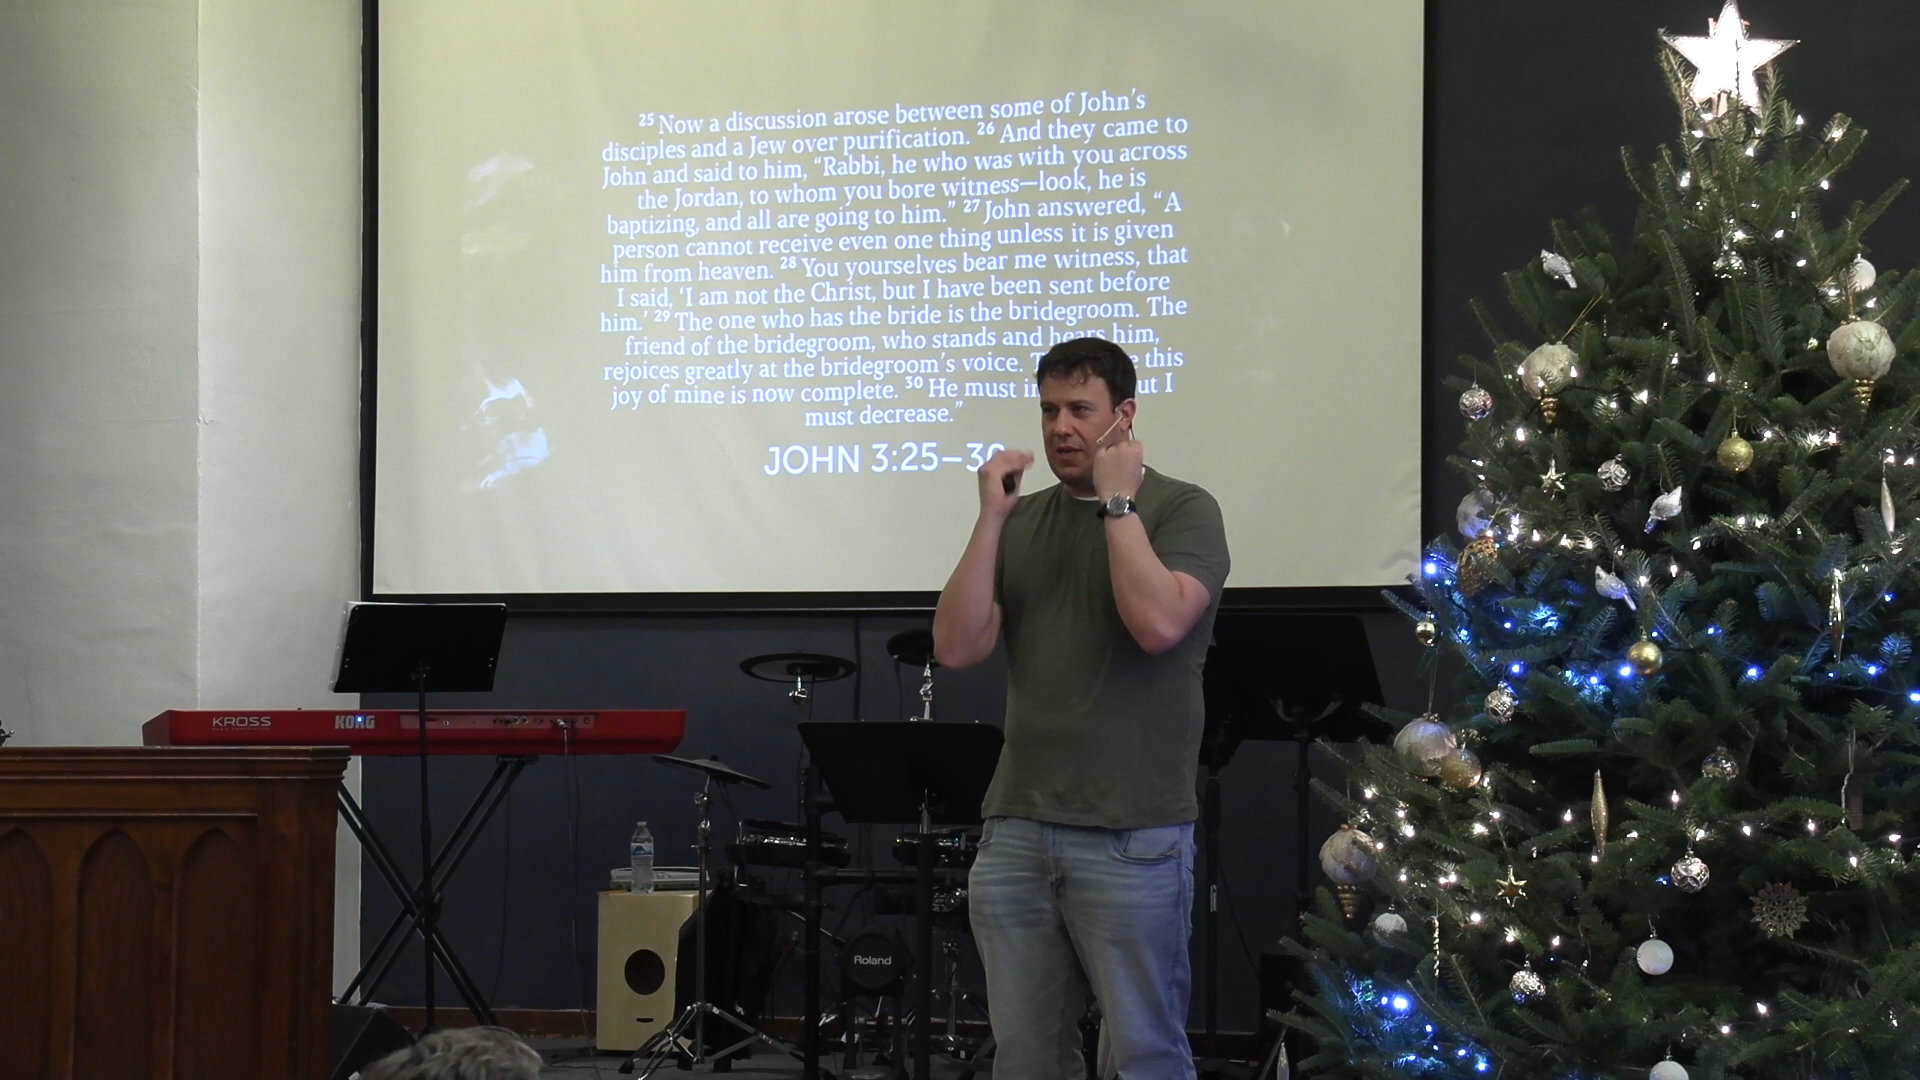 25 Now a discussion arose between some of John's
disciples and a Jew over purification. 26 And they came to
John and said to him, “Rabbi, he who was with you across
the Jordan, to whom you bore witness—look, he is
baptizing, and all are going to him.” 27 John answered, “A
person cannot receive even one thing unless it is given
him from heaven. 28 You yourselves bear me witness, that
I said, ‘I am not the Christ, but I have been sent before
him.’ 29 The one who has the bride is the bridegroom. The
friend of the bridegroom, who stands and hears him,
rejoices greatly at the bridegroom’s voice. this
joy of mine is now complete. 30 He must I
must decrease.”
JOHN 3:25–30
KROSS KORG
Roland